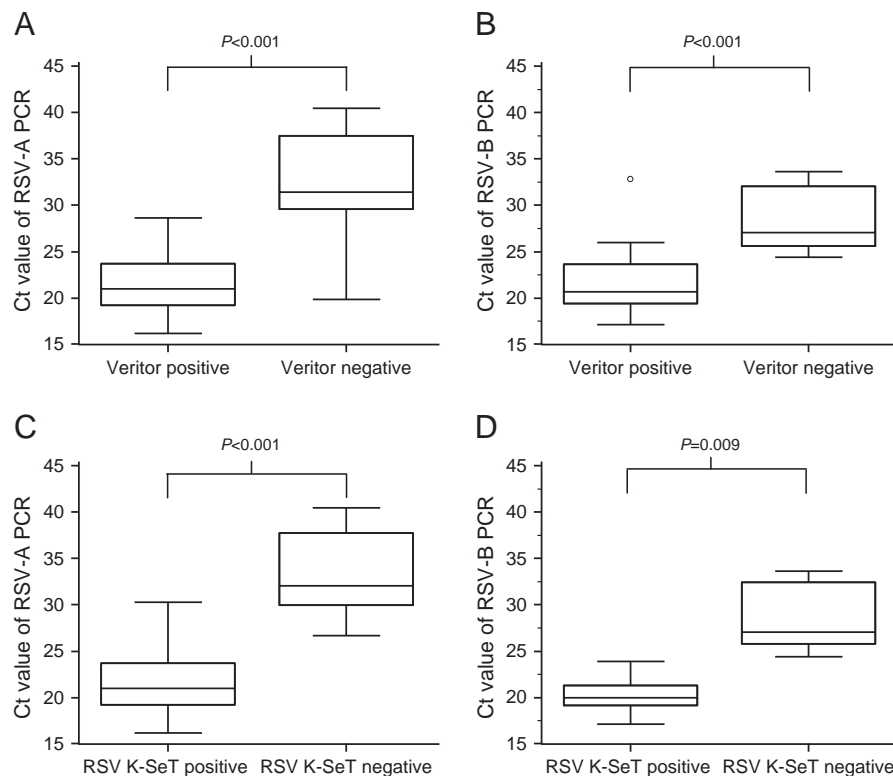 A
P<0.001
Ct value of RSV-A PCR
45
40
35
30
25
20
15
Veritor positive
Veritor negative
B
P<0.001
Ct value of RSV-B PCR
45
40
35
30
25
20
15
Veritor positive
Veritor negative
C
P<0.001
Ct value of RSV-A PCR
45
40
35
30
25
20
15
RSV K-SeT positive
RSV K-SeT negative
D
P=0.009
Ct value of RSV-B PCR
45
40
35
30
25
20
15
RSV K-SeT positive
RSV K-SeT negative